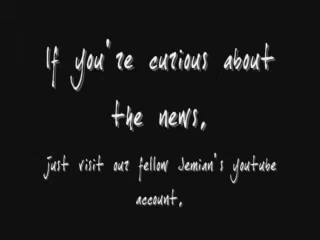 If you're curious about
the news,
just visit our fellow Jemian's youtube
account.